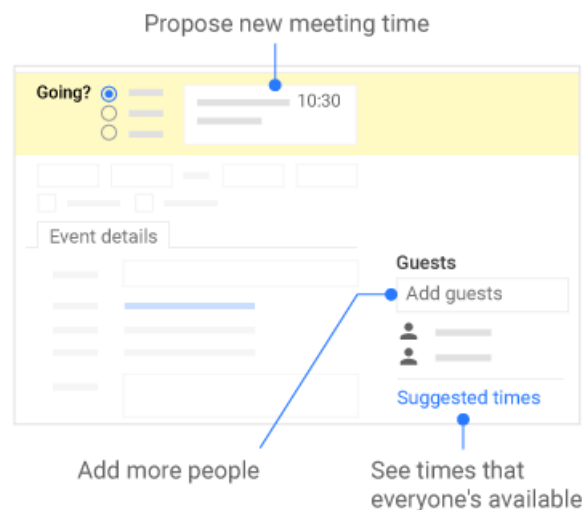 Propose new meeting time
Going?
10:30
Event details
Guests
Add guests
Suggested times
Add more people
See times that
everyone's available